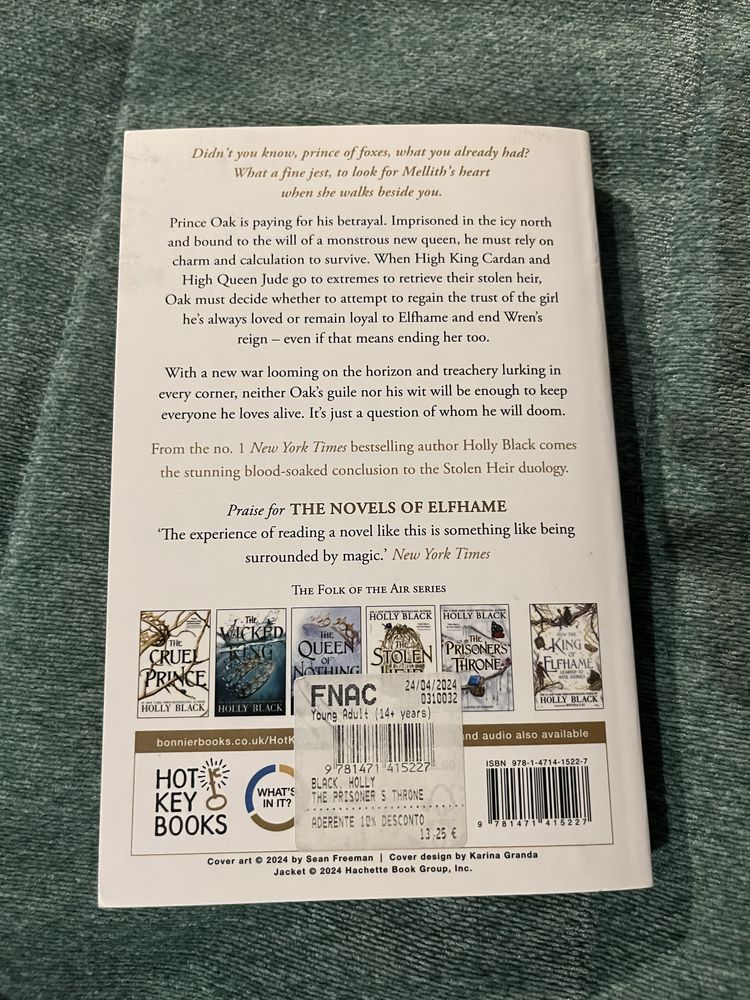 Didn't you know, prince of foxes, what you already had?
What a fine jest, to look for Mellith's heart
when she walks beside you.
Prince Oak is paying for his betrayal. Imprisoned in the icy north
and bound to the will of a monstrous new queen, he must rely on
charm and calculation to survive. When High King Cardan and
High Queen Jude go to extremes to retrieve their stolen heir,
Oak must decide whether to attempt to regain the trust of the girl
he's always loved or remain loyal to Elfhame and end Wren's
reign – even if that means ending her too.
With a new war looming on the horizon and treachery lurking in
every corner, neither Oak's guile nor his wit will be enough to keep
everyone he loves alive. It's just a question of whom he will doom.
From the no. 1 New York Times bestselling author Holly Black comes
the stunning blood-soaked conclusion to the Stolen Heir duology.
Praise for THE NOVELS OF ELFHAME
'The experience of reading a novel like this is something like being
surrounded by magic.' New York Times
The Folk of the Air series
THE
CRUEL
PRINCE
HOLLY BLACK
THE
WICKED
KING
HOLLY BLACK
THE
QUEEN
OF
NOTHING
HOLLY BLACK
THE
STOLEN
HOLLY BLACK
THE
PRISONER'S
THRONE
HOW THE
KING
OF
ELFHAME
LEARNED TO
HATE STORIES
HOLLY BLACK
FNAC 24/04/2024
0310032
Young Adult (14+ years)
9 781471 415227
BLACK, HOLLY
THE PRISONER S THRONE
ADERENTE 10% DESCONTO
13.25 €
bonnierbooks.co.uk/HotK
and audio also available
HOT
KEY
BOOKS
WHAT'S
IN IT?
ISBN 978-1-4714-1522-7
9 781471 415227
Cover art © 2024 by Sean Freeman | Cover design by Karina Granda
Jacket © 2024 Hachette Book Group, Inc.